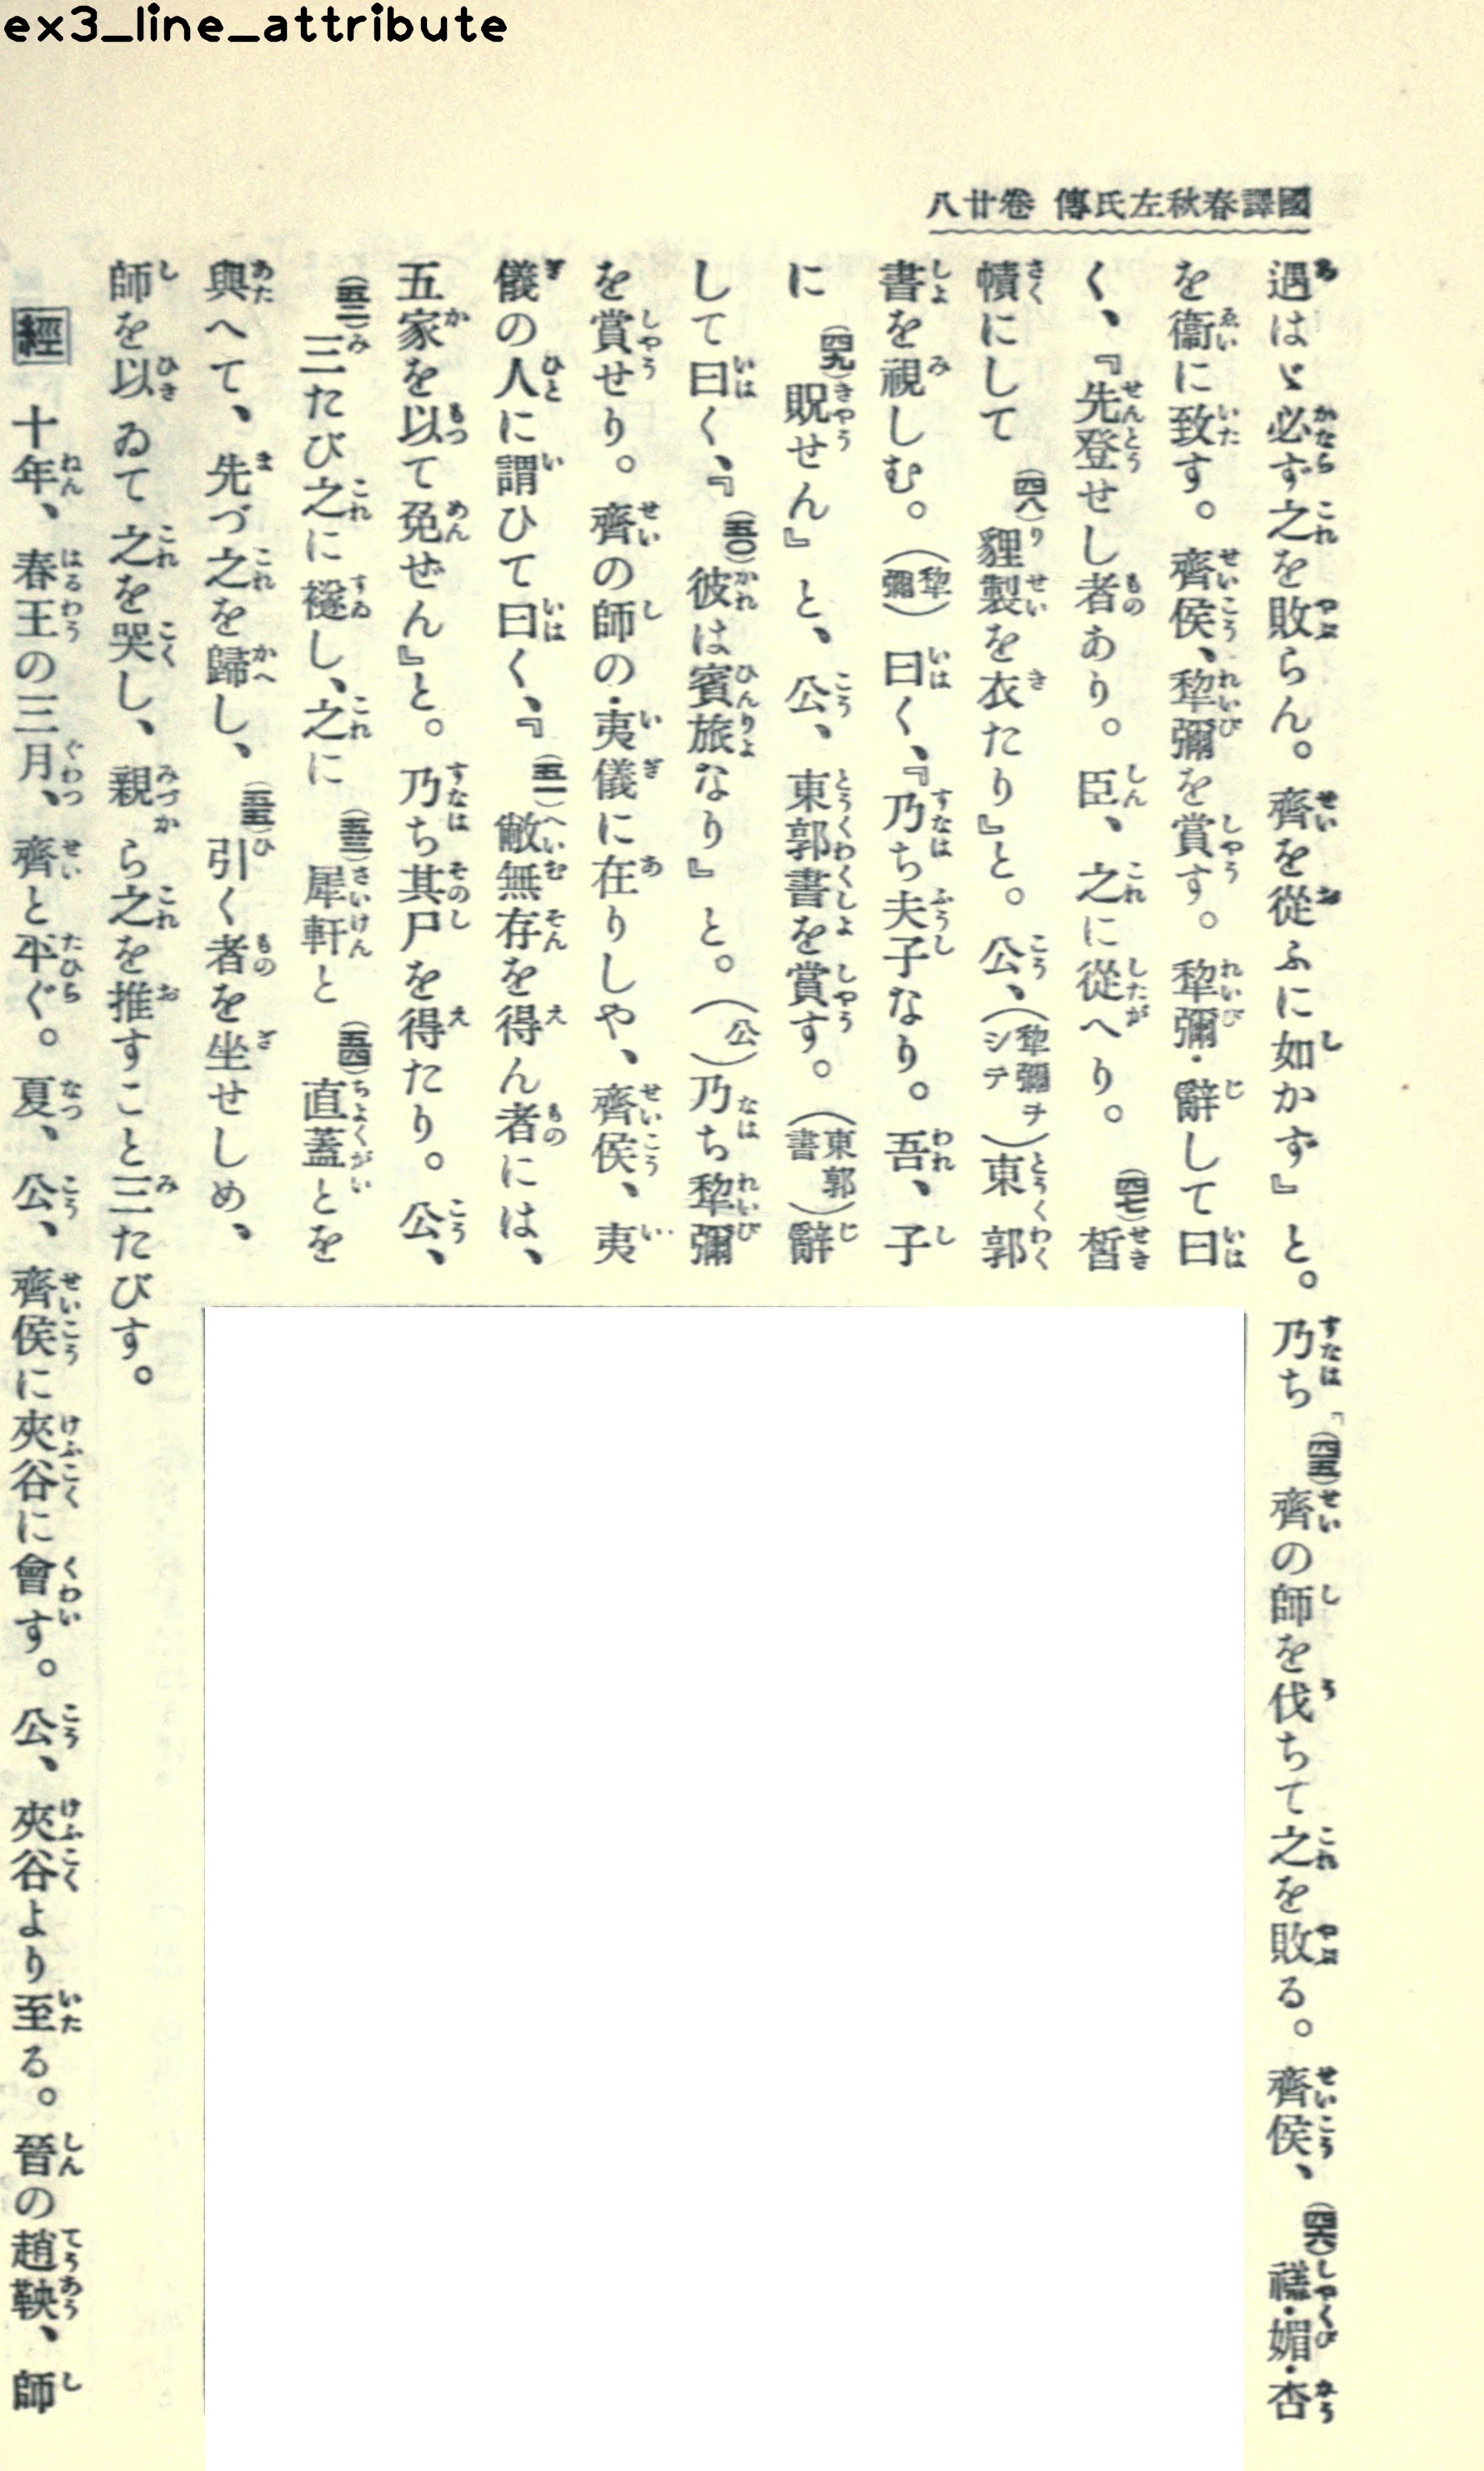 ex3_line_attribute
國譯春秋左氏傳 卷廿八
遇はゞ必ず之を敗らん。齊を從ふに如かず』と。乃ち「(四五)齊の師を伐ちて之を敗る。齊侯、(四六)禚・媚・杏
を衞に致す。齊侯、犂彌を賞す。犂彌・辭して曰
く、『先登せし者あり。臣、之に從へり。(四七)皙
幘にして(四八)貍製を衣たり』と。公、(犂彌ヲシテ)東郭
書を視しむ。(犂彌)曰く、『乃ち夫子なり。吾、子
に(四九)貺せん』と、公、東郭書を賞す。(東郭書)辭
して曰く、『(五〇)彼は賓旅なり』と。(公)乃ち犂彌
を賞せり。齊の師の・夷儀に在りしや、齊侯、夷
儀の人に謂ひて曰く、『(五一)敝無存を得ん者には、
五家を以て免ぜん』と。乃ち其尸を得たり。公、
(五二)三たび之に襚し、之に(五三)犀軒と(五四)直蓋とを
與へて、先づ之を歸し、(五五)引く者を坐せしめ、
師を以ゐて之を哭し、親ら之を推すこと三たびす。
經 十年、春王の三月、齊と平ぐ。夏、公、齊侯に夾谷に會す。公、夾谷より至る。晉の趙鞅、師